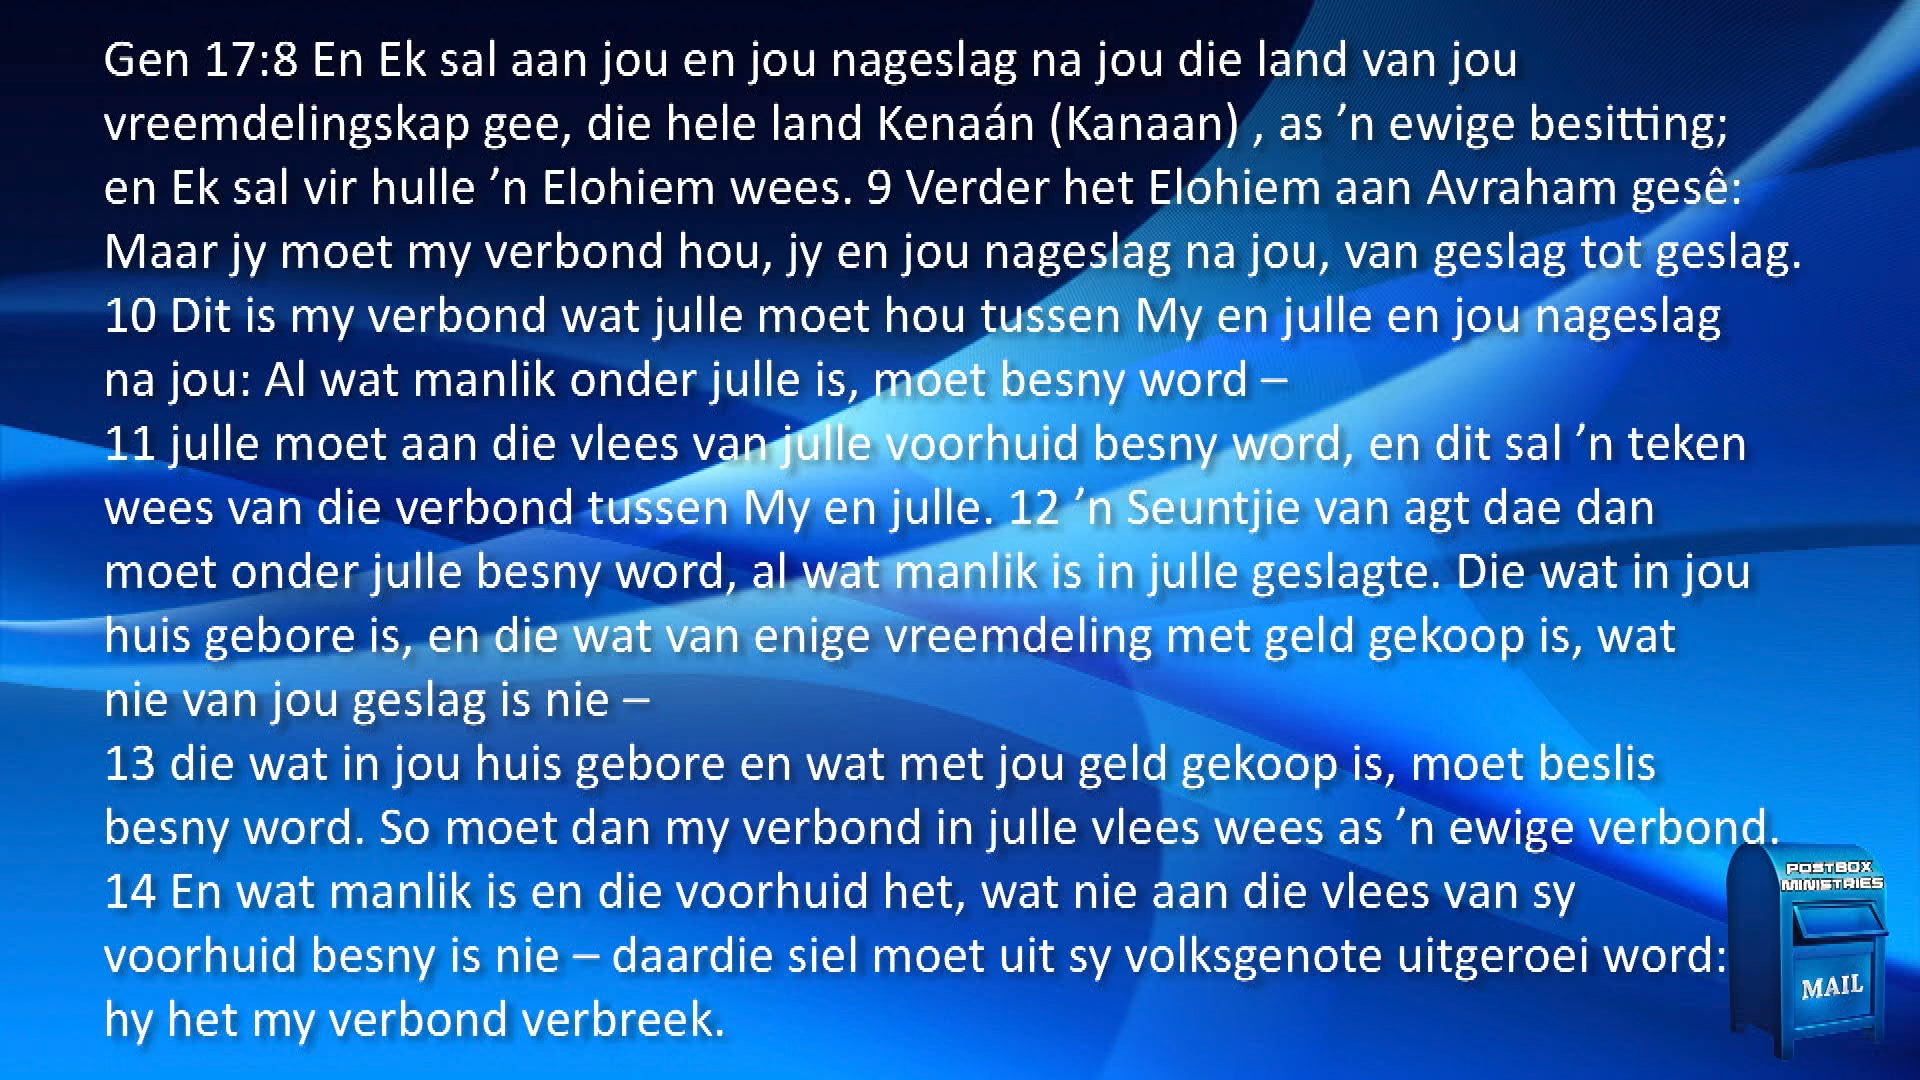 Gen 17:8 En Ek sal aan jou en jou nageslag na jou die land van jou
vreemdelingskap gee, die hele land Kenaán (Kanaan) , as ’n ewige besitting;
en Ek sal vir hulle ’n Elohiem wees. 9 Verder het Elohiem aan Avraham gesê:
Maar jy moet my verbond hou, jy en jou nageslag na jou, van geslag tot geslag.
10 Dit is my verbond wat julle moet hou tussen My en julle en jou nageslag
na jou: Al wat manlik onder julle is, moet besny word –
11 julle moet aan die vlees van julle voorhuid besny word, en dit sal ’n teken
wees van die verbond tussen My en julle. 12 ’n Seuntjie van agt dae dan
moet onder julle besny word, al wat manlik is in julle geslagte. Die wat in jou
huis gebore is, en die wat van enige vreemdeling met geld gekoop is, wat
nie van jou geslag is nie –
13 die wat in jou huis gebore en wat met jou geld gekoop is, moet beslis
besny word. So moet dan my verbond in julle vlees wees as ’n ewige verbond.
14 En wat manlik is en die voorhuid het, wat nie aan die vlees van sy
voorhuid besny is nie – daardie siel moet uit sy volksgenote uitgeroei word:
hy het my verbond verbreek.
POSTBOX
MINISTRIES
MAIL